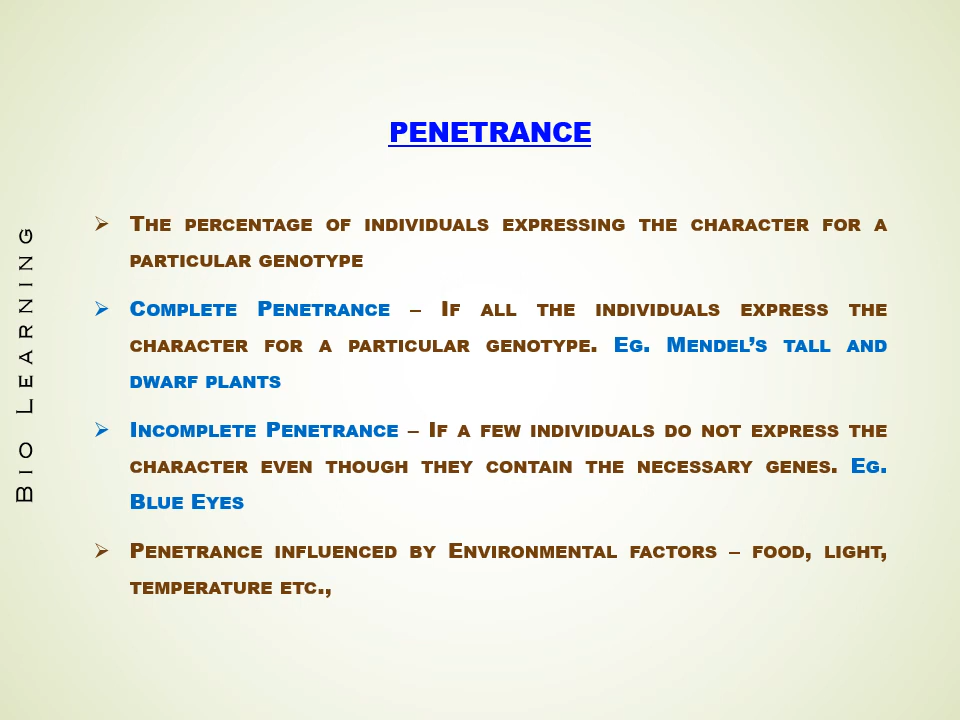 PENETRANCE
THE PERCENTAGE OF INDIVIDUALS EXPRESSING THE CHARACTER FOR A
PARTICULAR GENOTYPE
COMPLETE PENETRANCE – IF ALL THE INDIVIDUALS EXPRESS THE
CHARACTER FOR A PARTICULAR GENOTYPE. EG. MENDEL’S TALL AND
DWARF PLANTS
INCOMPLETE PENETRANCE – IF A FEW INDIVIDUALS DO NOT EXPRESS THE
CHARACTER EVEN THOUGH THEY CONTAIN THE NECESSARY GENES. EG.
BLUE EYES
PENETRANCE INFLUENCED BY ENVIRONMENTAL FACTORS – FOOD, LIGHT,
TEMPERATURE ETC.,
BIO LEARNING